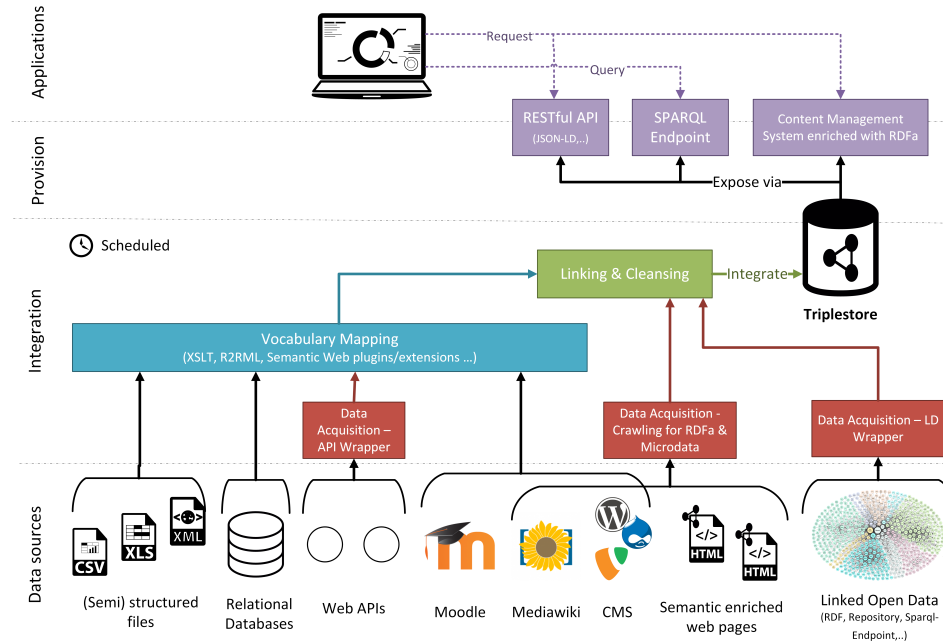 Applications
Request
Query
RESTful API
(JSON-LD,..)
SPARQL
Endpoint
Content Management
System enriched with RDFa
Provision
Expose via
Scheduled
Integration
Linking & Cleansing
Integrate
Triplestore
Vocabulary Mapping
(XSLT, R2RML, Semantic Web plugins/extensions ...)
Data
Acquisition –
API Wrapper
Data Acquisition -
Crawling for RDFa &
Microdata
Data Acquisition – LD
Wrapper
Data sources
CSV
XLS
XML
m
W
</>
HTML
</>
HTML
(Semi) structured
files
Relational
Databases
Web APIs
Moodle
Mediawiki
CMS
Semantic enriched
web pages
Linked Open Data
(RDF, Repository, Sparql-
Endpoint,..)